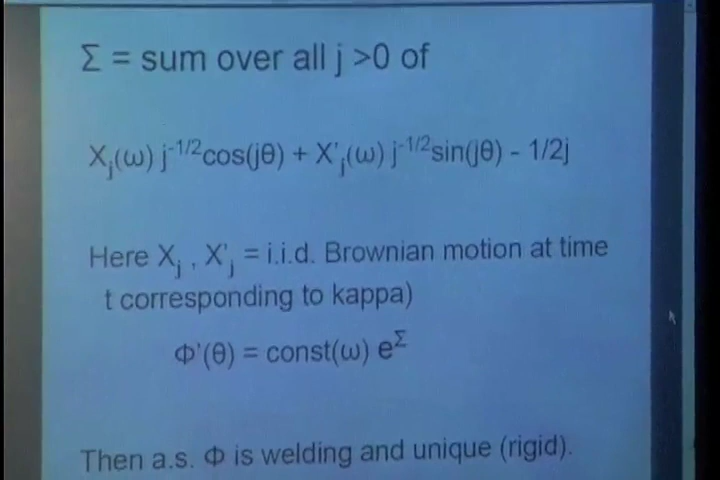 Σ = sum over all j >0 of
Xj(ω) j-1/2cos(jθ) + X'j(ω) j-1/2sin(jθ) - 1/2j
Here Xj , X'j = i.i.d. Brownian motion at time
t corresponding to kappa)
Φ'(θ) = const(ω) eΣ
Then a.s. Φ is welding and unique (rigid).